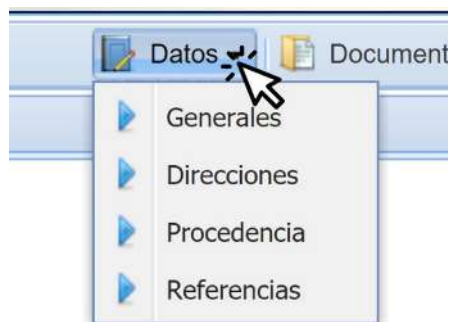 Datos Document
Generales
Direcciones
Procedencia
Referencias